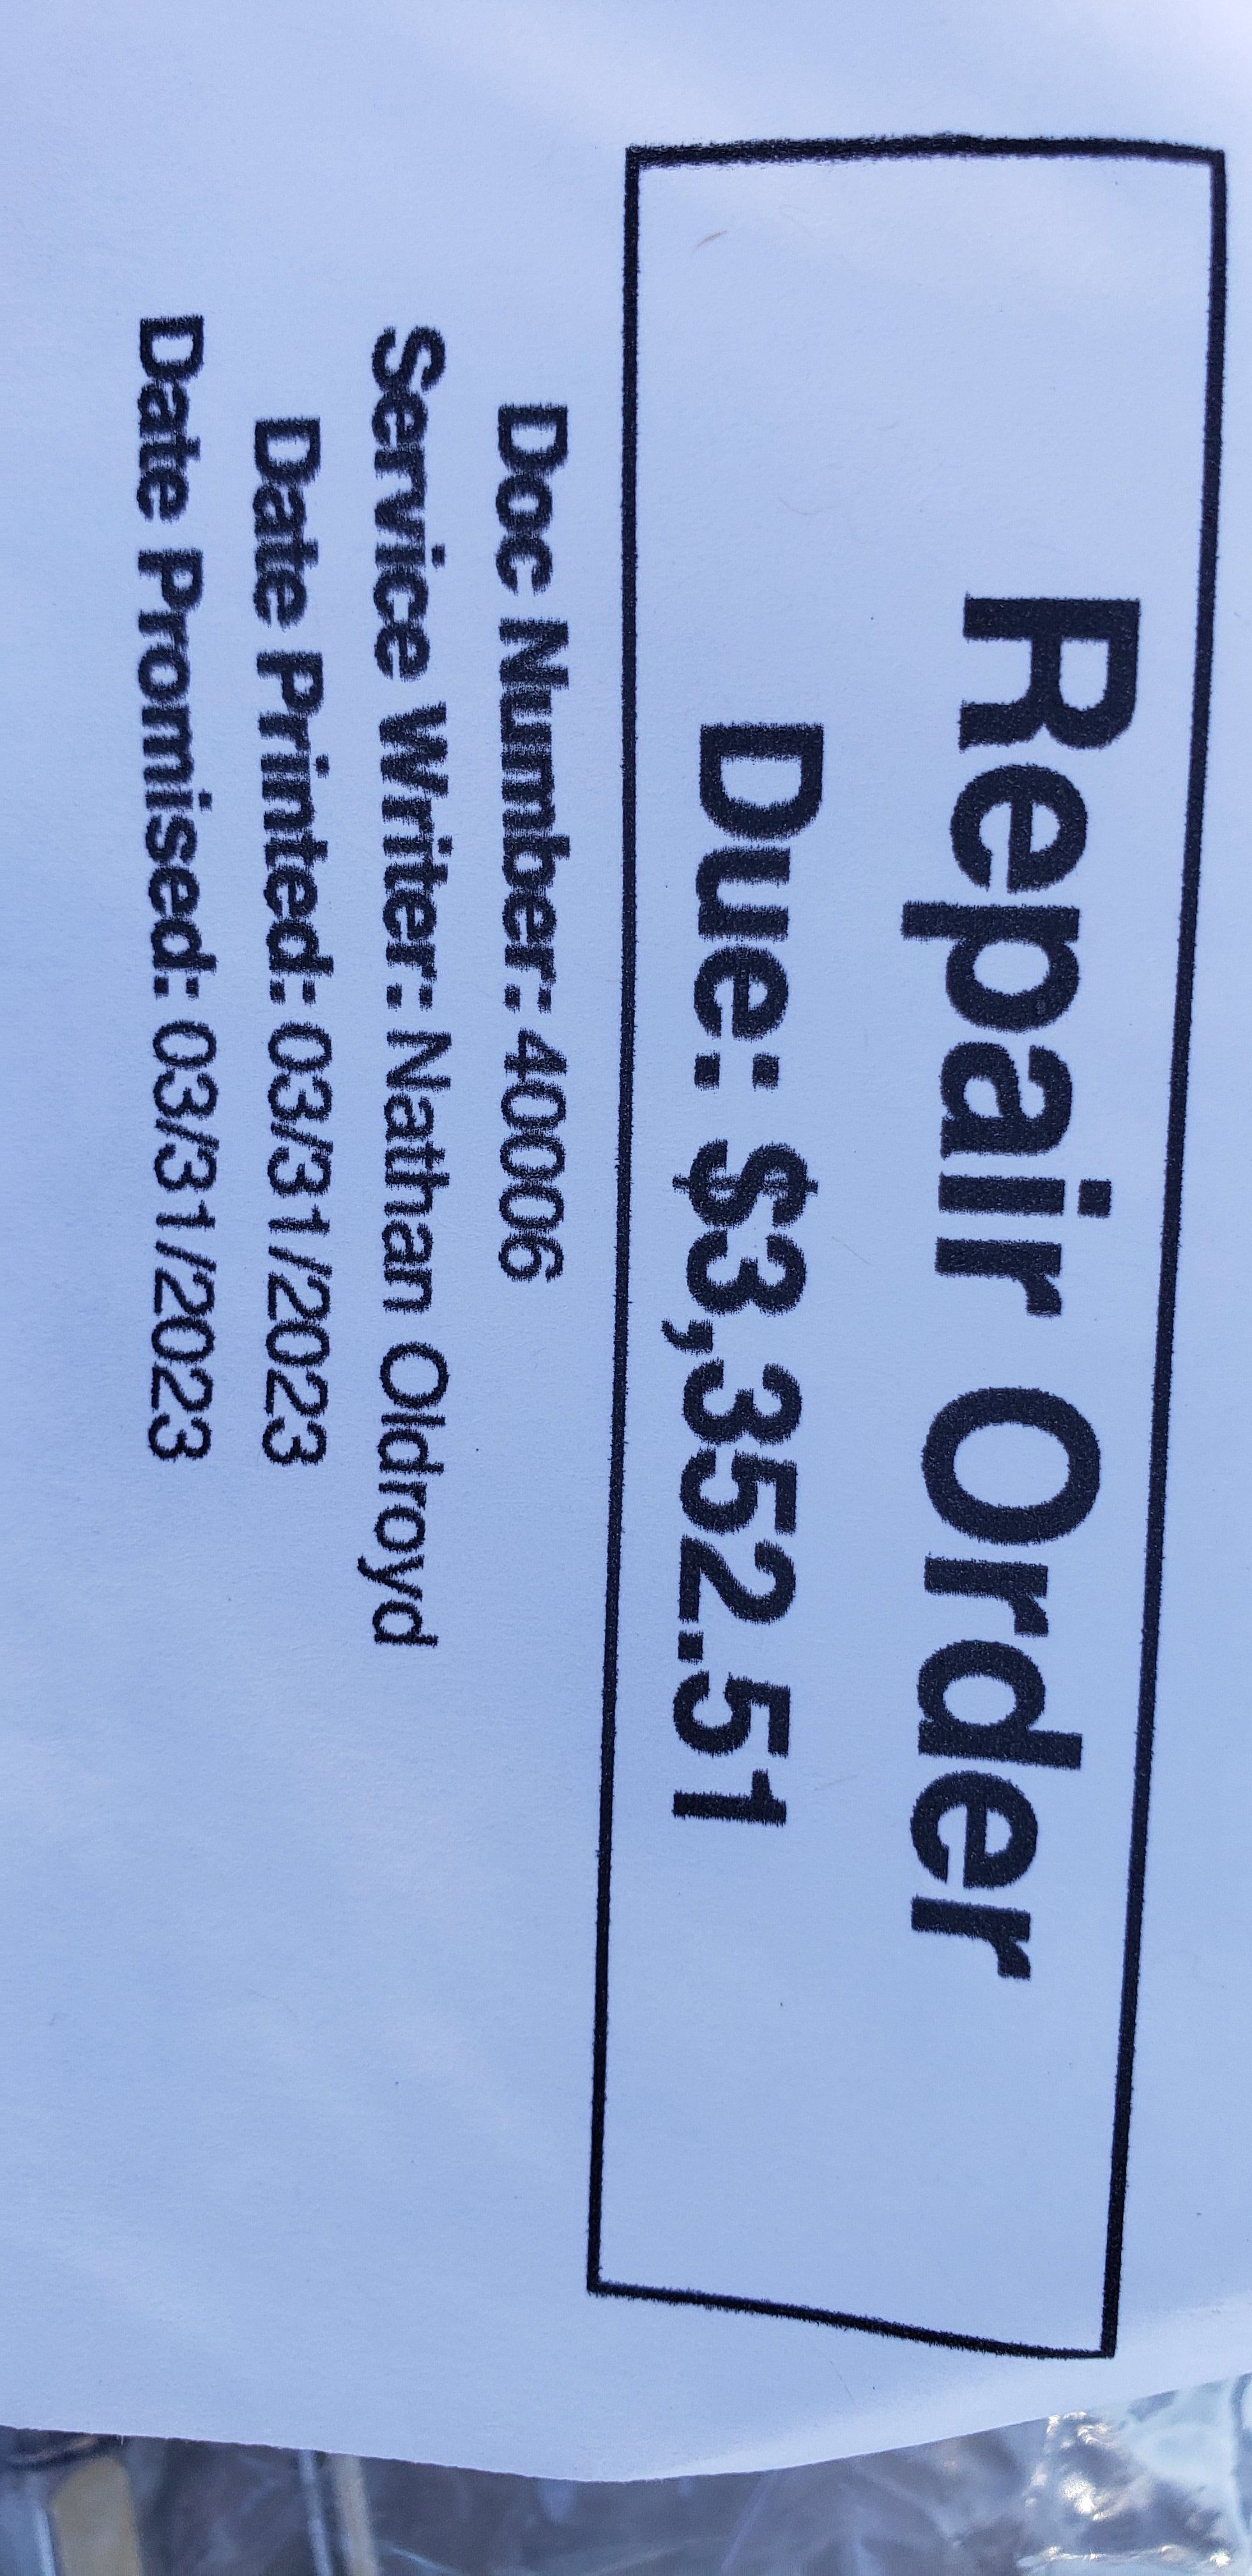 Repair Order
Due: $3,352.51
Doc Number: 40006
Service Writer: Nathan Oldroyd
Date Printed: 03/31/2023
Date Promised: 03/31/2023